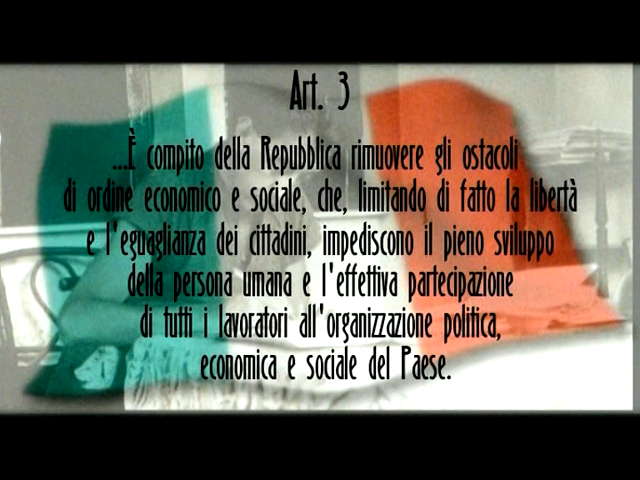 Art. 3
...È compito della Repubblica rimuovere gli ostacoli
di ordine economico e sociale, che, limitando di fatto la libertà
e l'eguaglianza dei cittadini, impediscono il pieno sviluppo
della persona umana e l'effettiva partecipazione
di tutti i lavoratori all'organizzazione politica,
economica e sociale del Paese.